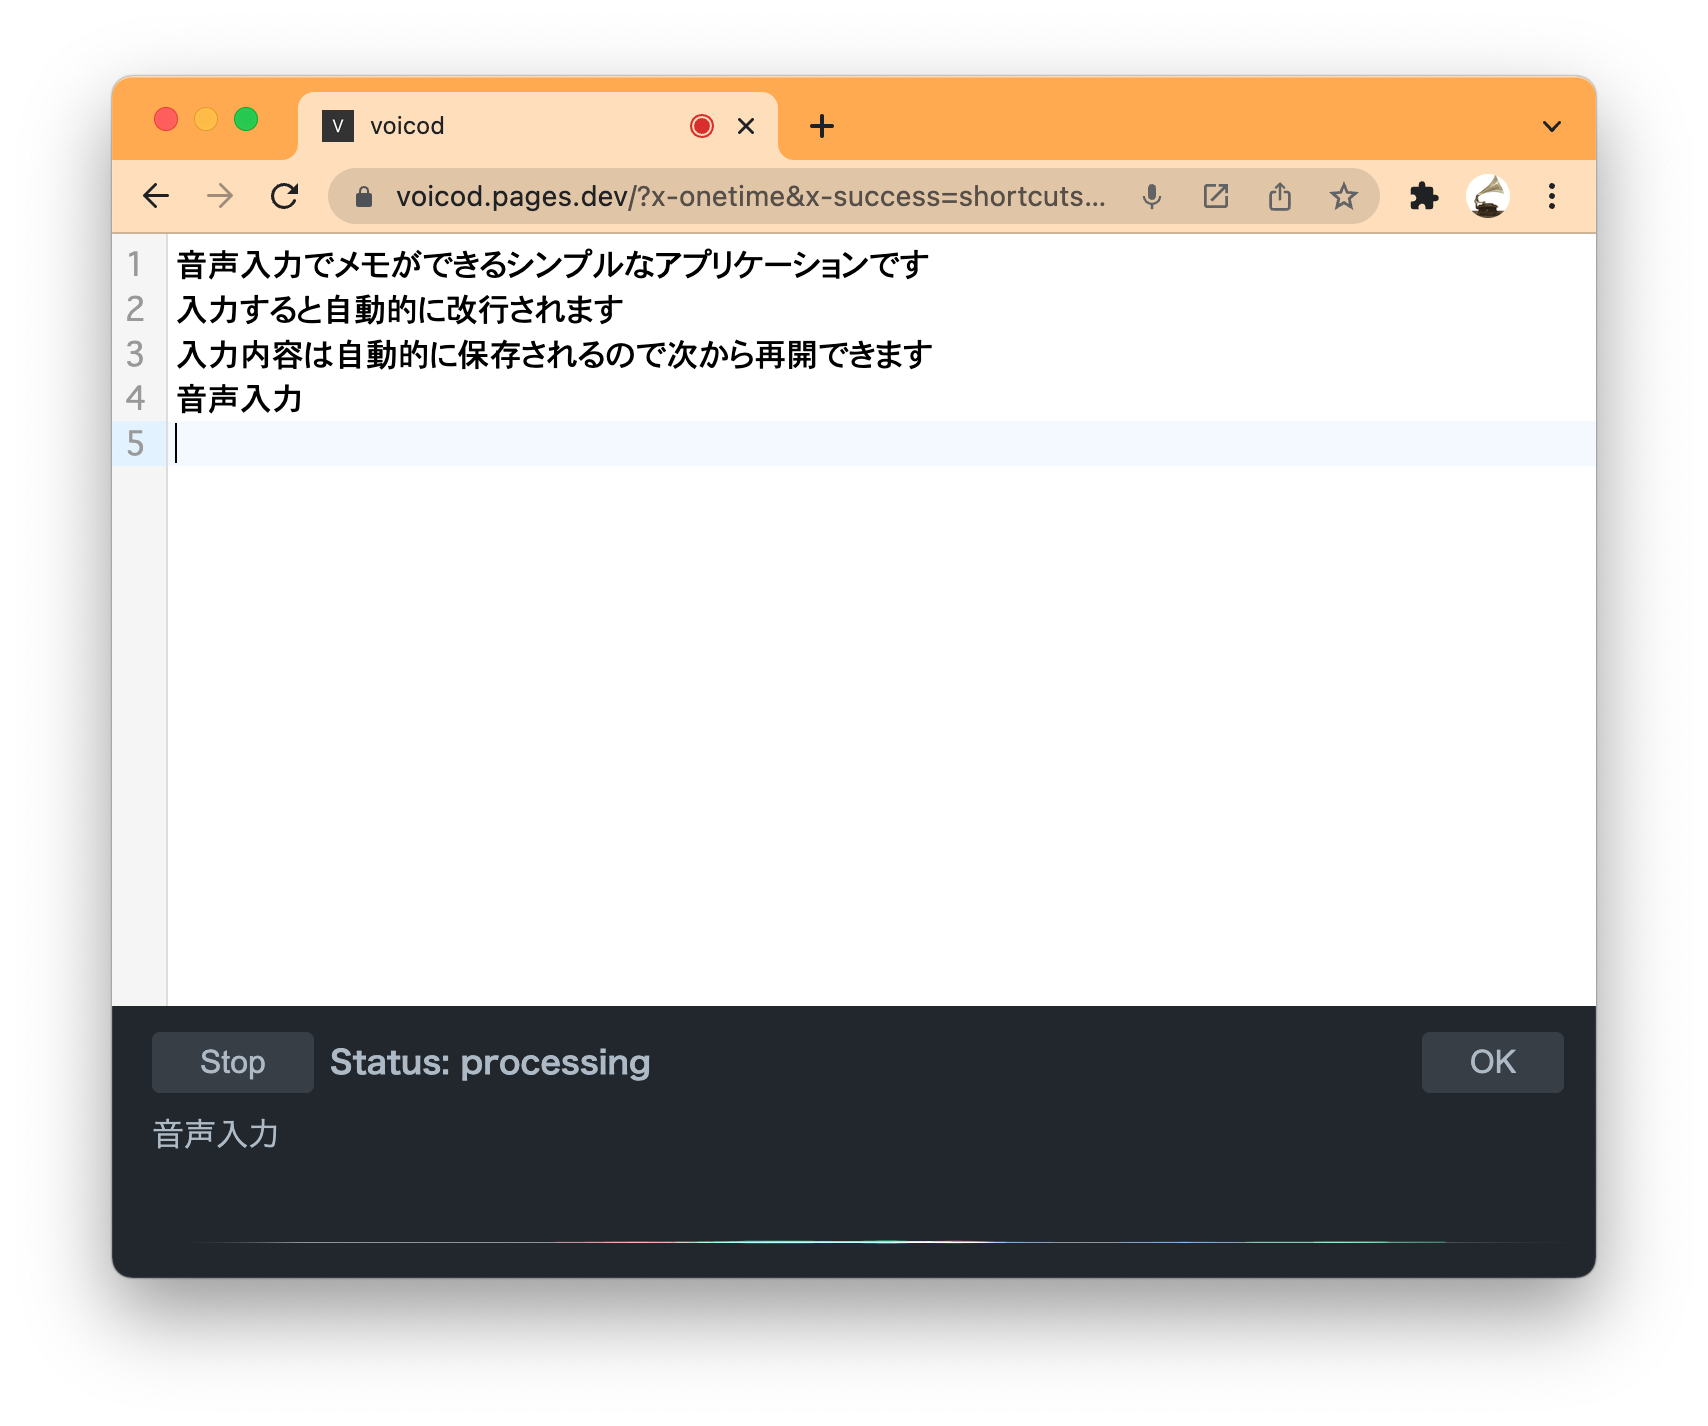 V voicod
voicod.pages.dev/?x-onetime&x-success=shortcuts...
1 音声入力でメモができるシンプルなアプリケーションです
2 入力すると自動的に改行されます
3 入力内容は自動的に保存されるので次から再開できます
4 音声入力
5
Stop Status: processing OK
音声入力